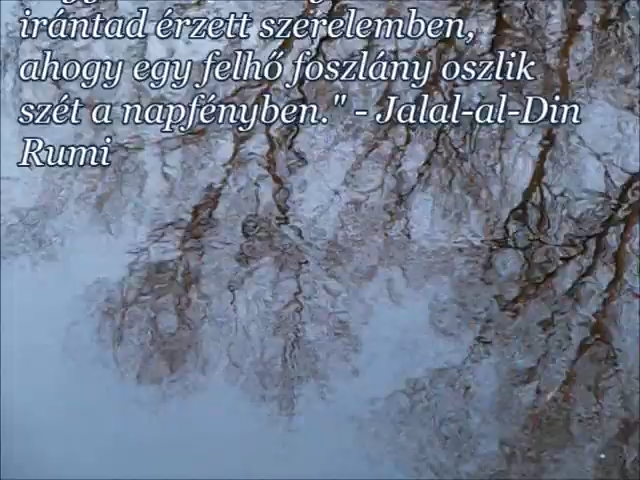 irántad érzett szerelemben,
ahogy egy felhő foszlány oszlik
szét a napfényben." - Jalal-al-Din
Rumi